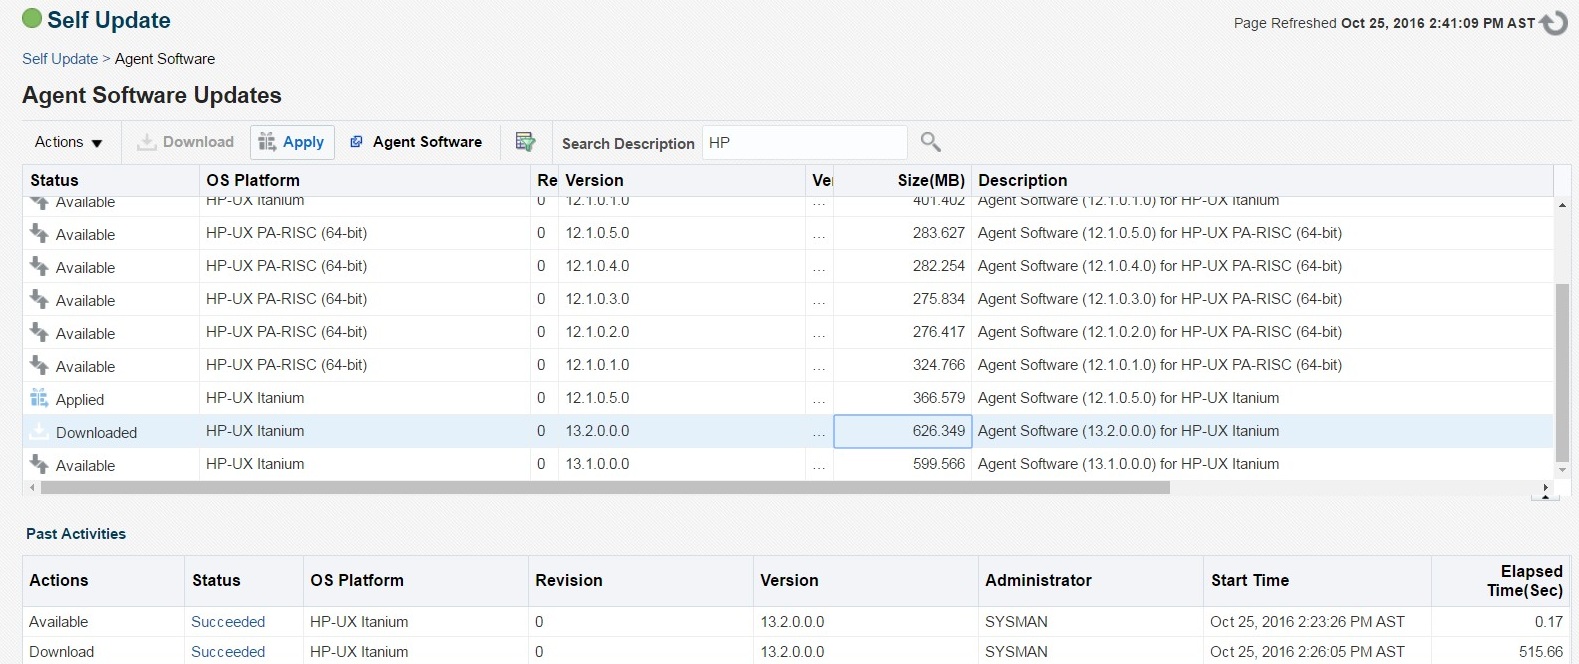 Self Update
Page Refreshed Oct 25, 2016 2:41:09 PM AST
Self Update > Agent Software
Agent Software Updates
Actions Download Apply Agent Software Search Description HP
Status OS Platform Re Version Ver Size(MB) Description
Available HP-UX Itanium 0 12.1.0.1.0 ... 401.402 Agent Software (12.1.0.1.0) for HP-UX Itanium
Available HP-UX PA-RISC (64-bit) 0 12.1.0.5.0 ... 283.627 Agent Software (12.1.0.5.0) for HP-UX PA-RISC (64-bit)
Available HP-UX PA-RISC (64-bit) 0 12.1.0.4.0 ... 282.254 Agent Software (12.1.0.4.0) for HP-UX PA-RISC (64-bit)
Available HP-UX PA-RISC (64-bit) 0 12.1.0.3.0 ... 275.834 Agent Software (12.1.0.3.0) for HP-UX PA-RISC (64-bit)
Available HP-UX PA-RISC (64-bit) 0 12.1.0.2.0 ... 276.417 Agent Software (12.1.0.2.0) for HP-UX PA-RISC (64-bit)
Available HP-UX PA-RISC (64-bit) 0 12.1.0.1.0 ... 324.766 Agent Software (12.1.0.1.0) for HP-UX PA-RISC (64-bit)
Applied HP-UX Itanium 0 12.1.0.5.0 ... 366.579 Agent Software (12.1.0.5.0) for HP-UX Itanium
Downloaded HP-UX Itanium 0 13.2.0.0.0 ... 626.349 Agent Software (13.2.0.0.0) for HP-UX Itanium
Available HP-UX Itanium 0 13.1.0.0.0 ... 599.566 Agent Software (13.1.0.0.0) for HP-UX Itanium
Past Activities
Actions Status OS Platform Revision Version Administrator Start Time Elapsed Time(Sec)
Available Succeeded HP-UX Itanium 0 13.2.0.0.0 SYSMAN Oct 25, 2016 2:23:26 PM AST 0.17
Download Succeeded HP-UX Itanium 0 13.2.0.0.0 SYSMAN Oct 25, 2016 2:26:05 PM AST 515.66